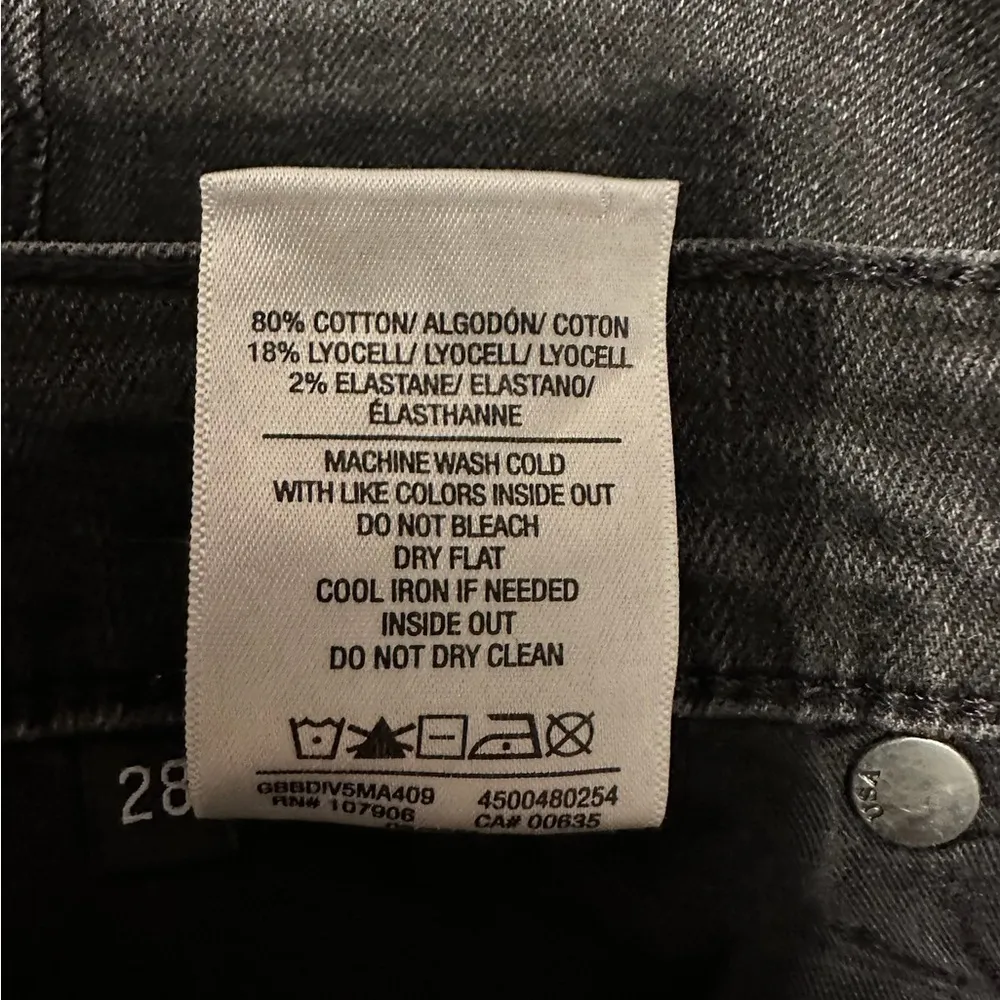 80% COTTON/ ALGODÓN/ COTON
18% LYOCELL/ LYOCELL/ LYOCELL
2% ELASTANE/ ELASTANO/
ÉLASTHANNE
MACHINE WASH COLD
WITH LIKE COLORS INSIDE OUT
DO NOT BLEACH
DRY FLAT
COOL IRON IF NEEDED
INSIDE OUT
DO NOT DRY CLEAN
GBBDIV5MA409 4500480254
RN# 107906 CA# 00635
28
USA